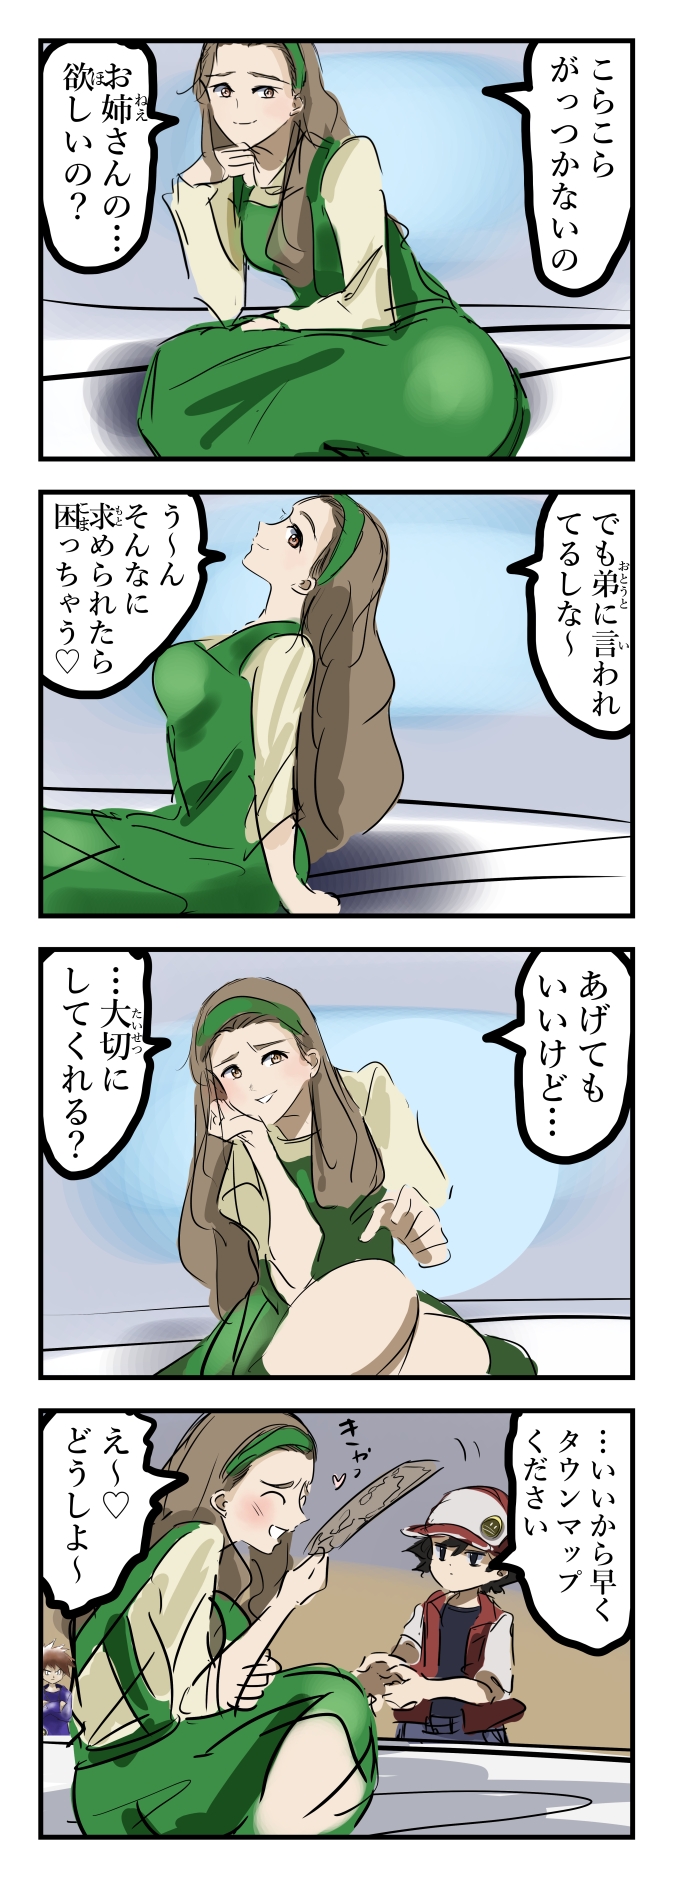 こらこら
がっつかないの
お姉さんの…
欲しいの？
でも弟に言われ
てるしな～
う～ん
そんなに
求められたら
困っちゃう♡
あげても
いいけど…
…大切に
してくれる？
…いいから早く
タウンマップ
ください
きゃっ
え～♡
どうしよ～